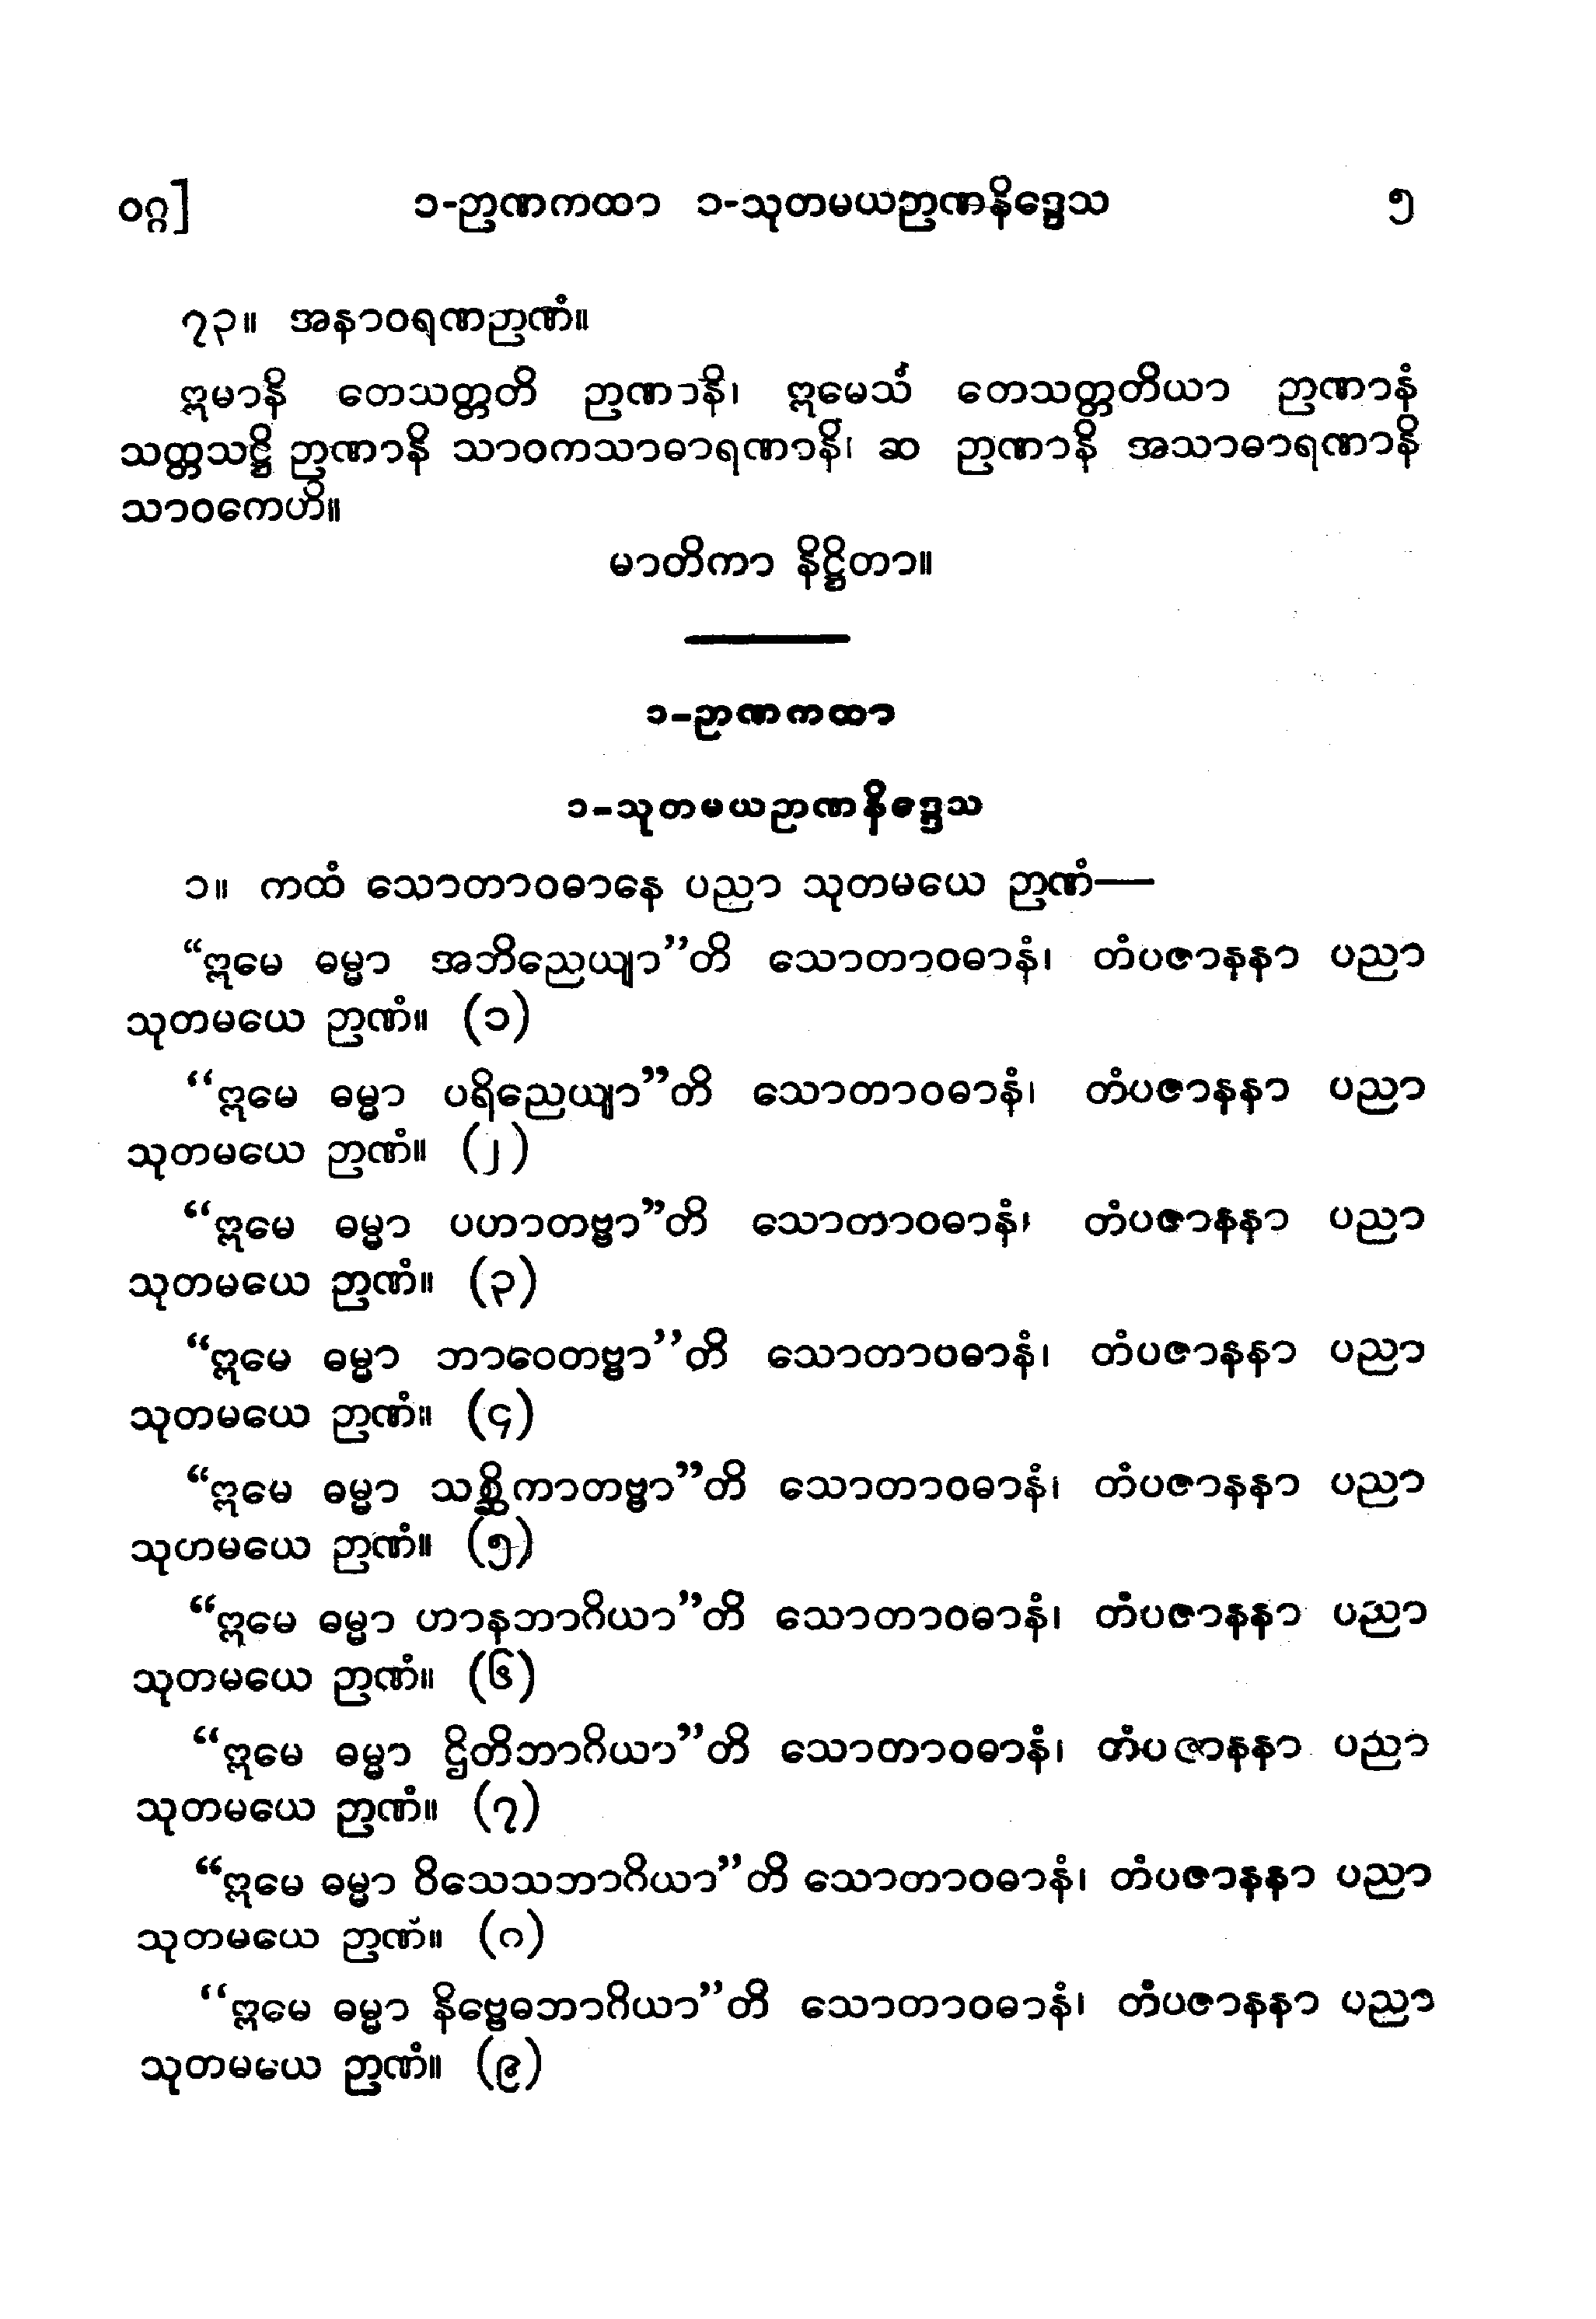 ဝဂ္ဂ] ၁-ဉာဏကထာ ၁-သုတမယဉာဏနိဒ္ဒေသ ၅
၇၃။ အနာဝရဏဉာဏံ။
ဣမာနိ တေသတ္တတိ ဉာဏာနိ၊ ဣမေသံ တေသတ္တတိယာ ဉာဏာနံ
သတ္တသဋ္ဌိ ဉာဏာနိ သာဝကသာဓာရဏာနိ၊ ဆ ဉာဏာနိ အသာဓာရဏာနိ
သာဝကေဟိ။
မာတိကာ နိဋ္ဌိတာ။
၁-ဉာဏကထာ
၁-သုတမယဉာဏနိဒ္ဒေသ
၁။ ကထံ သောတာဝဓာနေ ပညာ သုတမယေ ဉာဏံ—
“ဣမေ ဓမ္မာ အဘိညေယျာ”တိ သောတာဝဓာနံ၊ တံပဇာနနာ ပညာ
သုတမယေ ဉာဏံ။ (၁)
“ဣမေ ဓမ္မာ ပရိညေယျာ”တိ သောတာဝဓာနံ၊ တံပဇာနနာ ပညာ
သုတမယေ ဉာဏံ။ (၂)
“ဣမေ ဓမ္မာ ပဟာတဗ္ဗာ”တိ သောတာဝဓာနံ၊ တံပဇာနနာ ပညာ
သုတမယေ ဉာဏံ။ (၃)
“ဣမေ ဓမ္မာ ဘာဝေတဗ္ဗာ”တိ သောတာဝဓာနံ၊ တံပဇာနနာ ပညာ
သုတမယေ ဉာဏံ။ (၄)
“ဣမေ ဓမ္မာ သစ္ဆိကာတဗ္ဗာ”တိ သောတာဝဓာနံ၊ တံပဇာနနာ ပညာ
သုတမယေ ဉာဏံ။ (၅)
“ဣမေ ဓမ္မာ ဟာနဘာဂိယာ”တိ သောတာဝဓာနံ၊ တံပဇာနနာ ပညာ
သုတမယေ ဉာဏံ။ (၆)
“ဣမေ ဓမ္မာ ဌိတိဘာဂိယာ”တိ သောတာဝဓာနံ၊ တံပဇာနနာ ပညာ
သုတမယေ ဉာဏံ။ (၇)
“ဣမေ ဓမ္မာ ဝိသေသဘာဂိယာ”တိ သောတာဝဓာနံ၊ တံပဇာနနာ ပညာ
သုတမယေ ဉာဏံ။ (၈)
“ဣမေ ဓမ္မာ နိဗ္ဗေဓဘာဂိယာ”တိ သောတာဝဓာနံ၊ တံပဇာနနာ ပညာ
သုတမယေ ဉာဏံ။ (၉)